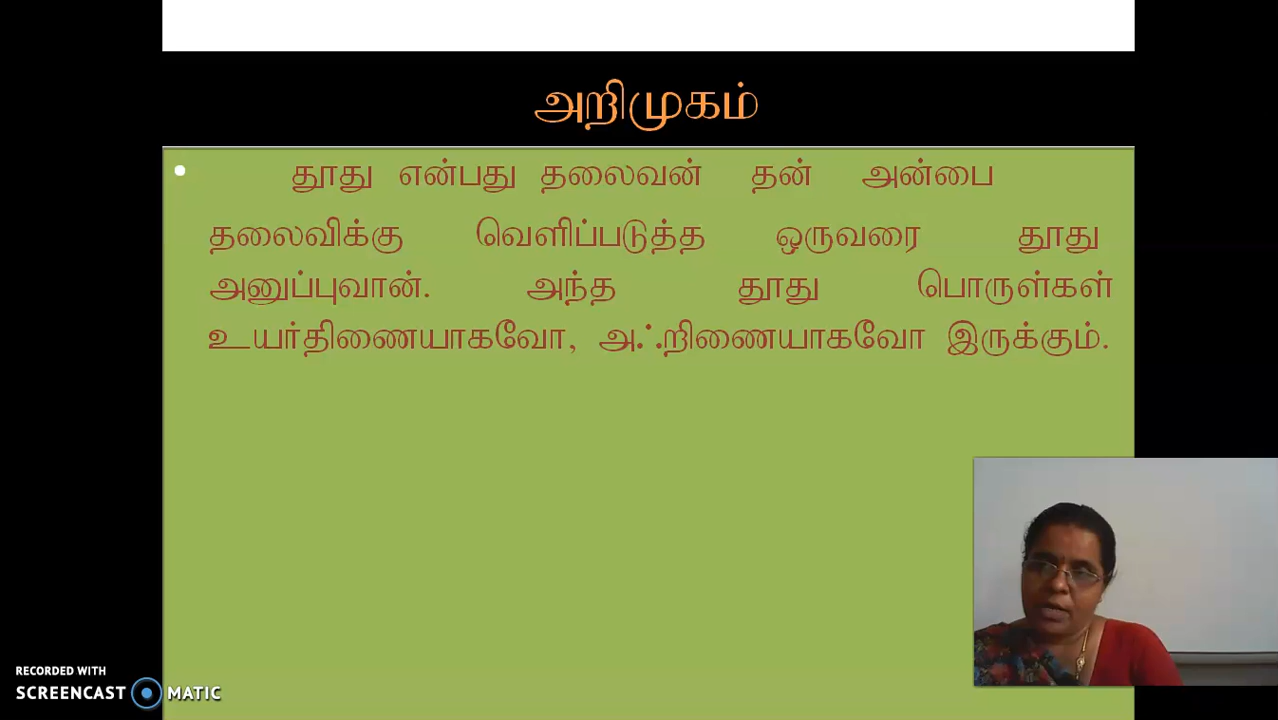 அறிமுகம்
• தூது என்பது தலைவன் தன் அன்பை
தலைவிக்கு வெளிப்படுத்த ஒருவரை தூது
அனுப்புவான். அந்த தூது பொருள்கள்
உயர்திணையாகவோ, அஃறிணையாகவோ இருக்கும்.
RECORDED WITH
SCREENCAST MATIC